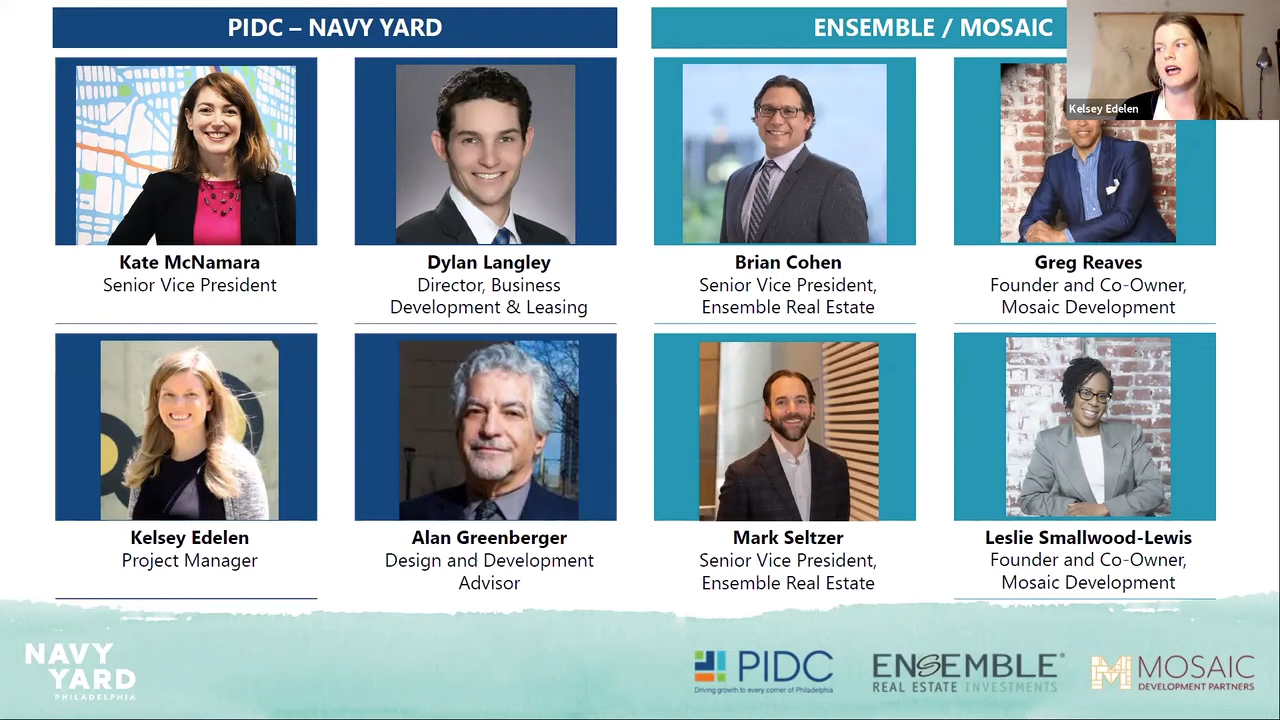 PIDC – NAVY YARD
ENSEMBLE / MOSAIC
Kelsey Edelen
Kate McNamara
Senior Vice President
Dylan Langley
Director, Business
Development & Leasing
Brian Cohen
Senior Vice President,
Ensemble Real Estate
Greg Reaves
Founder and Co-Owner,
Mosaic Development
Kelsey Edelen
Project Manager
Alan Greenberger
Design and Development
Advisor
Mark Seltzer
Senior Vice President,
Ensemble Real Estate
Leslie Smallwood-Lewis
Founder and Co-Owner,
Mosaic Development
NAVY
YARD
PHILADELPHIA
PIDC
Driving growth to every corner of Philadelphia
ENSEMBLE®
REAL ESTATE INVESTMENTS
M MOSAIC
DEVELOPMENT PARTNERS